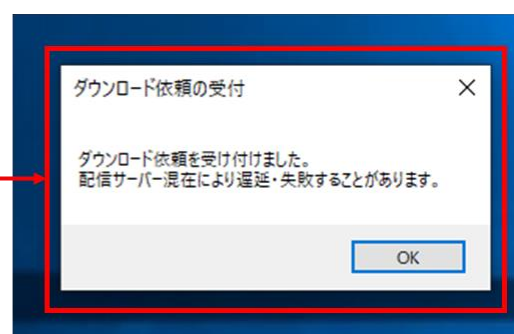 ダウンロード依頼の受付
ダウンロード依頼を受け付けました。
配信サーバー混在により遅延・失敗することがあります。
OK